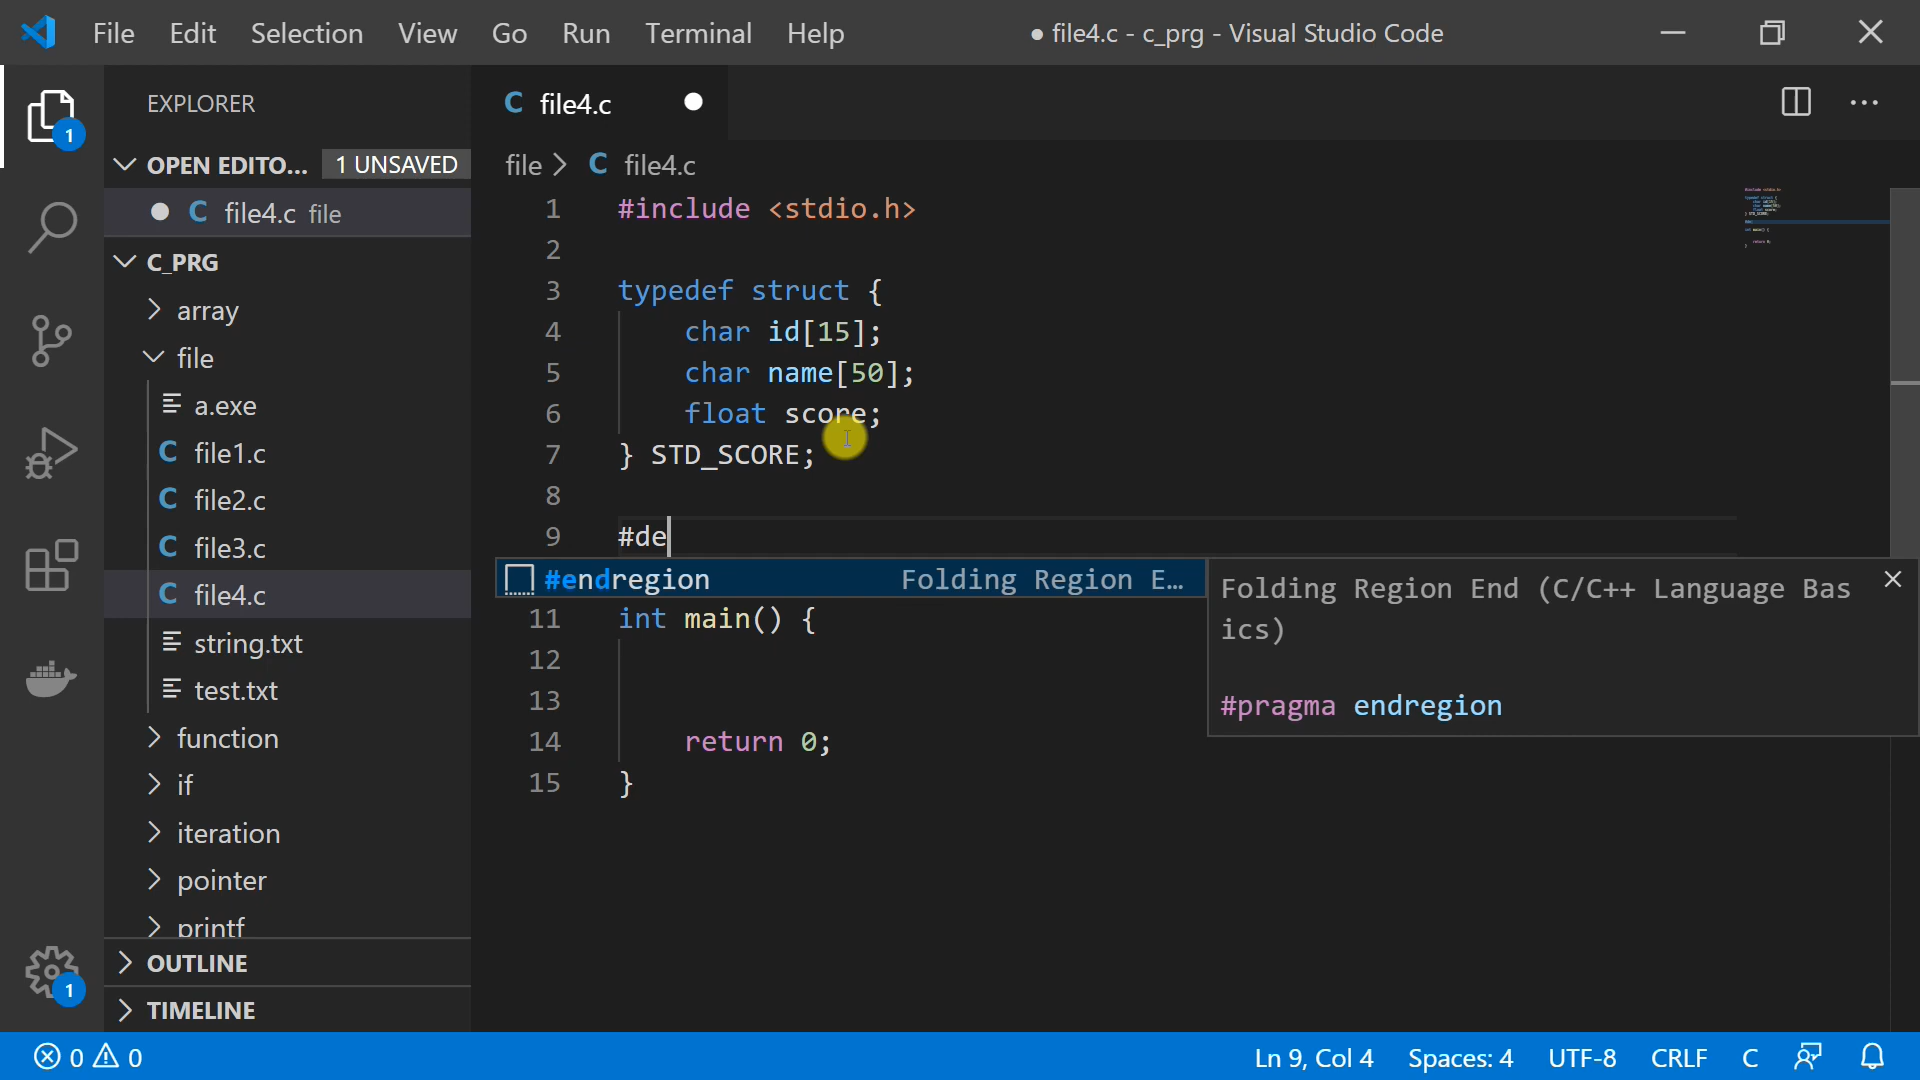 File Edit Selection View Go Run Terminal Help
● file4.c - c_prg - Visual Studio Code
EXPLORER
OPEN EDITO... 1 UNSAVED
C file4.c file
C_PRG
array
file
a.exe
C file1.c
C file2.c
C file3.c
C file4.c
string.txt
test.txt
function
if
iteration
pointer
printf
OUTLINE
TIMELINE
1
1
C file4.c
file > C file4.c
1 #include <stdio.h>
2
3 typedef struct {
4 char id[15];
5 char name[50];
6 float score;
7 } STD_SCORE;
8
9 #de
#endregion Folding Region E...
Folding Region End (C/C++ Language Bas
ics)
#pragma endregion
11 int main() {
12
13
14 return 0;
15 }
0 0
Ln 9, Col 4 Spaces: 4 UTF-8 CRLF C